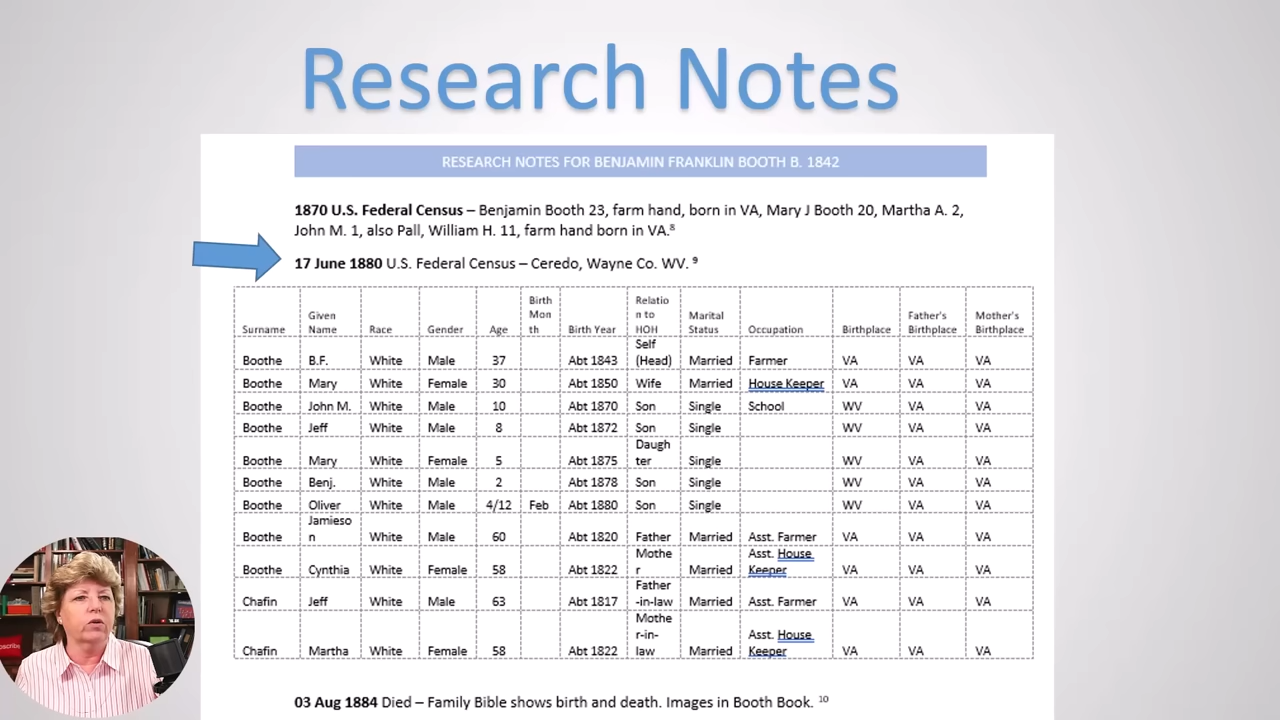 Research Notes
RESEARCH NOTES FOR BENJAMIN FRANKLIN BOOTH B. 1842
1870 U.S. Federal Census – Benjamin Booth 23, farm hand, born in VA, Mary J Booth 20, Martha A. 2,
John M. 1, also Pall, William H. 11, farm hand born in VA.⁸
17 June 1880 U.S. Federal Census – Ceredo, Wayne Co. WV. ⁹
Surname Given Name Race Gender Age Birth Mon th Birth Year Relatio n to HOH Marital Status Occupation Birthplace Father's Birthplace Mother's Birthplace
Boothe B.F. White Male 37 Abt 1843 Self (Head) Married Farmer VA VA VA
Boothe Mary White Female 30 Abt 1850 Wife Married House Keeper VA VA VA
Boothe John M. White Male 10 Abt 1870 Son Single School WV VA VA
Boothe Jeff White Male 8 Abt 1872 Son Single WV VA VA
Boothe Mary White Female 5 Abt 1875 Daugh ter Single WV VA VA
Boothe Benj. White Male 2 Abt 1878 Son Single WV VA VA
Boothe Oliver White Male 4/12 Feb Abt 1880 Son Single WV VA VA
Boothe Jamieso n White Male 60 Abt 1820 Father Married Asst. Farmer VA VA VA
Boothe Cynthia White Female 58 Abt 1822 Mothe r Married Asst. House Keeper VA VA VA
Chafin Jeff White Male 63 Abt 1817 Father -in-law Married Asst. Farmer VA VA VA
Chafin Martha White Female 58 Abt 1822 Mothe r-in- law Married Asst. House Keeper VA VA VA
03 Aug 1884 Died – Family Bible shows birth and death. Images in Booth Book. ¹⁰